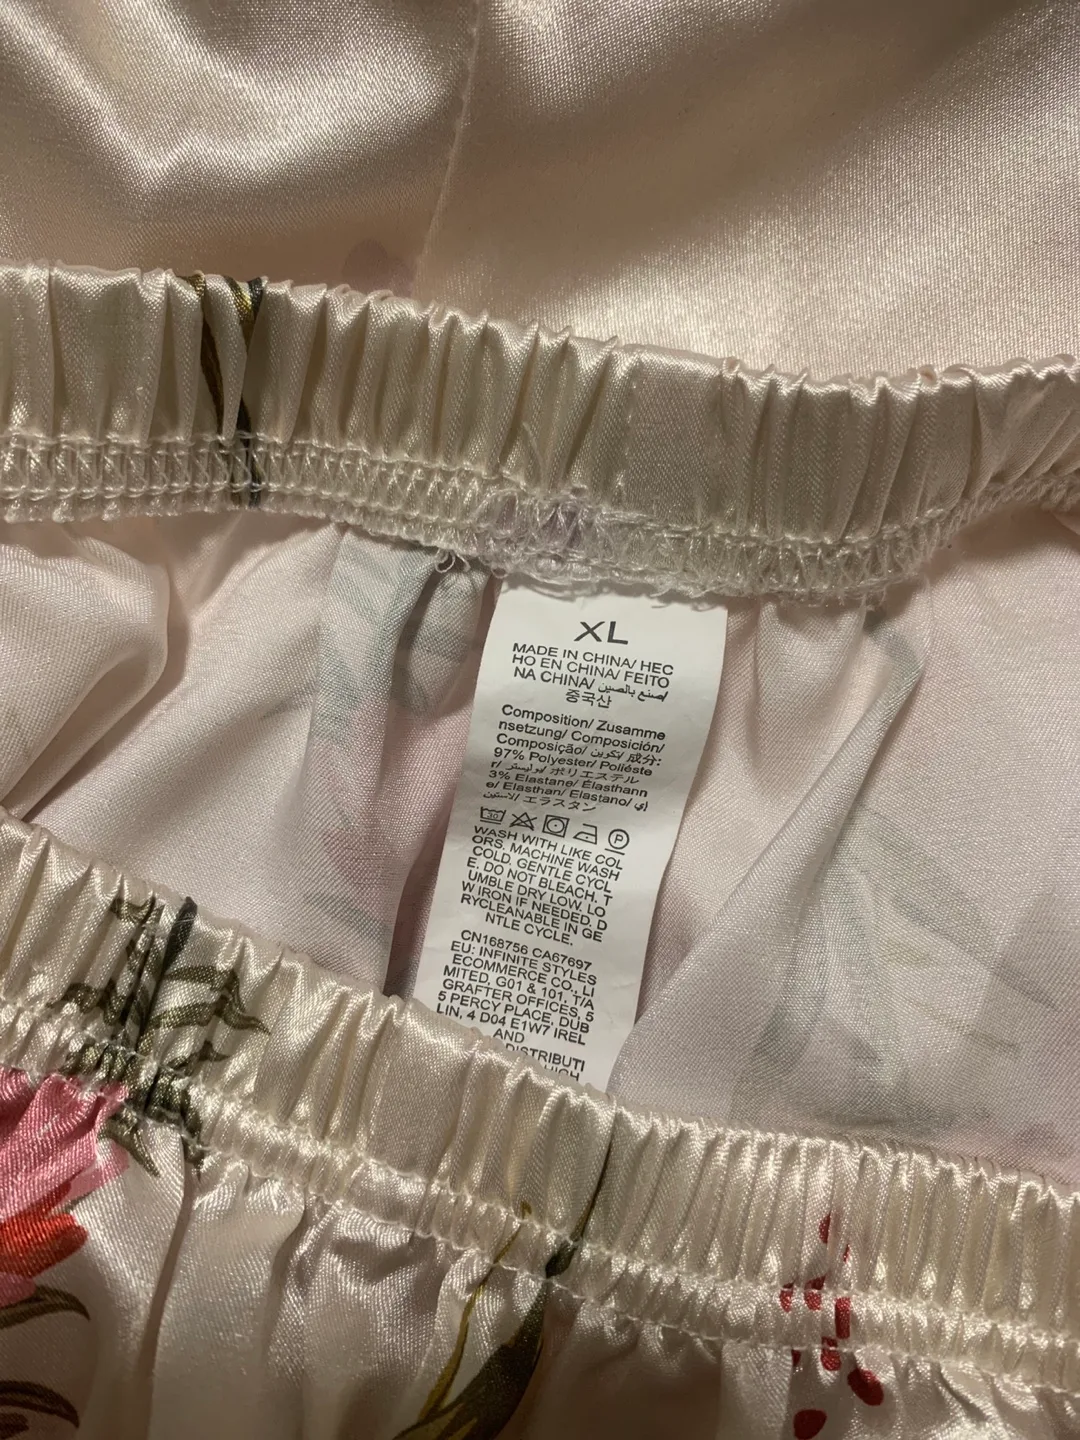 XL
MADE IN CHINA/ HEC
HO EN CHINA/ FEITO
NA CHINA/ صنع بالصين/
중국산
Composition/ Zusamme
nsetzung/ Composición/
Composição/ تكوين/ 成分:
97% Polyester/ Poliéste
r/ بوليستر/ ポリエステル
3% Elastane/ Élasthann
e/ Elasthan/ Elastano/ إي
لاستين/ エラスタン
30 P
WASH WITH LIKE COL
ORS. MACHINE WASH
COLD. GENTLE CYCL
E. DO NOT BLEACH. T
UMBLE DRY LOW. LO
W IRON IF NEEDED. D
RYCLEANABLE IN GE
NTLE CYCLE.
CN168756 CA67697
EU: INFINITE STYLES
ECOMMERCE CO., LI
MITED, G01 & 101, T/A
GRAFTER OFFICES, 5
5 PERCY PLACE, DUB
LIN, 4 D04 E1W7 IREL
AND
DISTRIBUTI